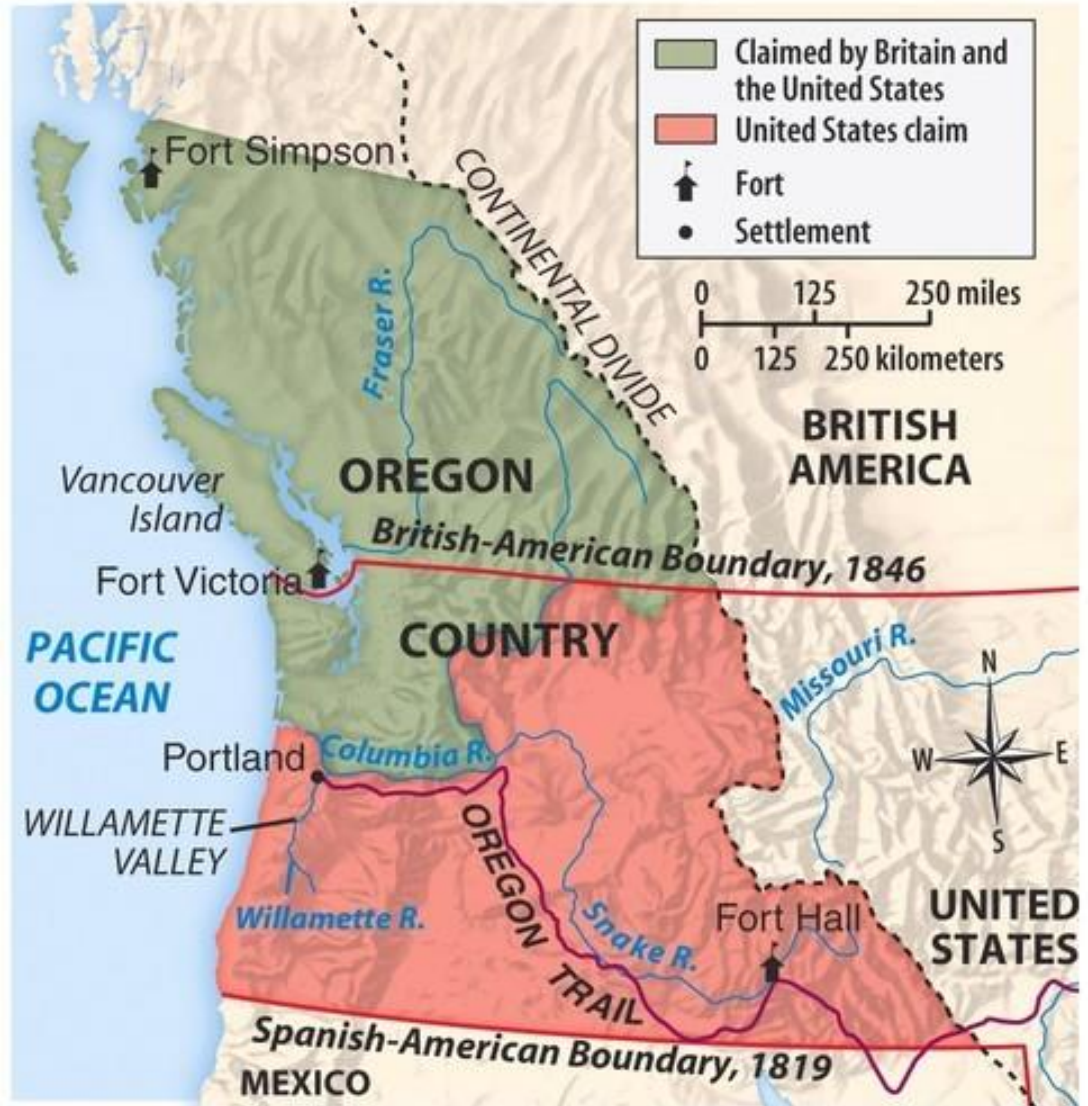 Claimed by Britain and
the United States
United States claim
Fort
Settlement
0 125 250 miles
0 125 250 kilometers
Fort Simpson
CONTINENTAL DIVIDE
Fraser R.
BRITISH
AMERICA
OREGON
Vancouver
Island
British-American Boundary, 1846
Fort Victoria
COUNTRY
PACIFIC
OCEAN
Missouri R.
N
W
E
S
Portland
Columbia R.
WILLAMETTE
VALLEY
OREGON TRAIL
Willamette R.
Snake R.
Fort Hall
UNITED
STATES
Spanish-American Boundary, 1819
MEXICO